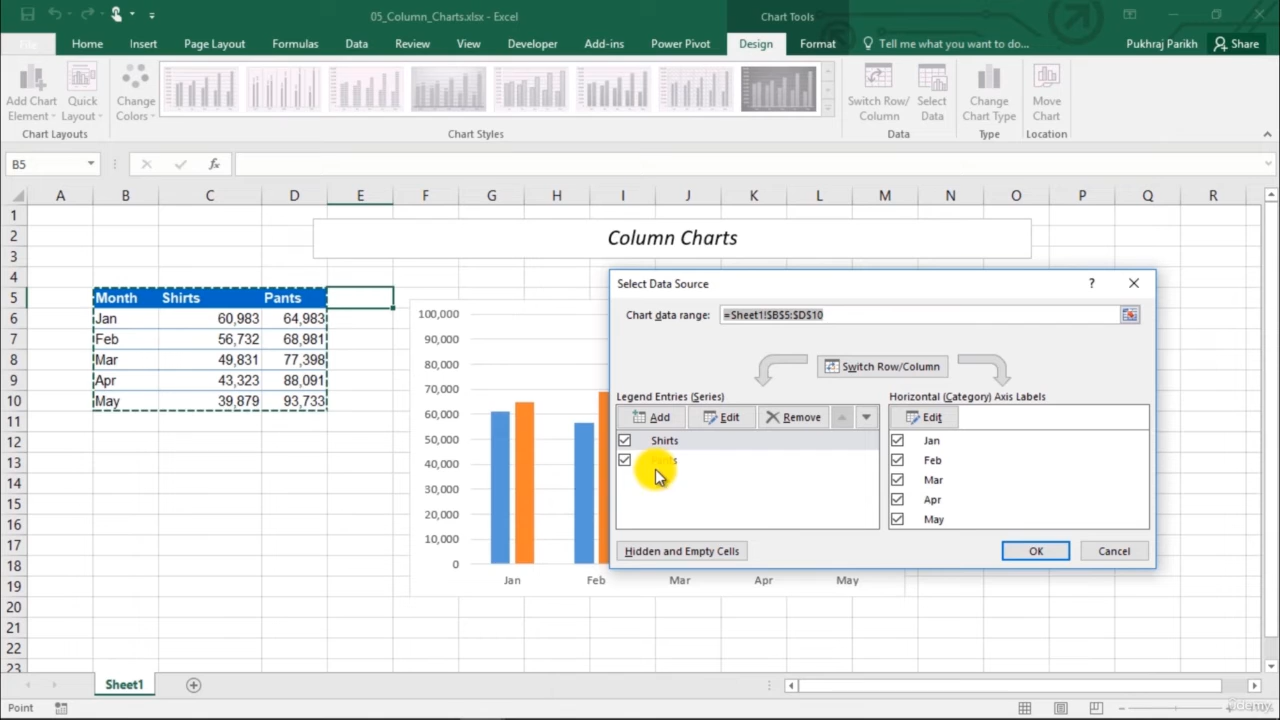 05_Column_Charts.xlsx - Excel
Chart Tools
File Home Insert Page Layout Formulas Data Review View Developer Add-ins Power Pivot Design Format Tell me what you want to do... Pukhraj Parikh Share
Add Chart Element Quick Layout Change Colors Switch Row/Column Select Data Change Chart Type Move Chart
Chart Layouts Chart Styles Data Type Location
B5 fx
A B C D E F G H I J K L M N O P Q R
1
2 Column Charts
3
4
5 Month Shirts Pants
6 Jan 60,983 64,983
7 Feb 56,732 68,981
8 Mar 49,831 77,398
9 Apr 43,323 88,091
10 May 39,879 93,733
11
12
13
14
15
16
17
18
19
20
21
22
23
100,000
90,000
80,000
70,000
60,000
50,000
40,000
30,000
20,000
10,000
0
Jan Feb Mar Apr May
Select Data Source ?
Chart data range: =Sheet1!$B$5:$D$10
Switch Row/Column
Legend Entries (Series) Horizontal (Category) Axis Labels
Add Edit Remove Edit
Shirts Jan
Pants Feb
Mar
Apr
May
Hidden and Empty Cells OK Cancel
Sheet1
Point
Udemy